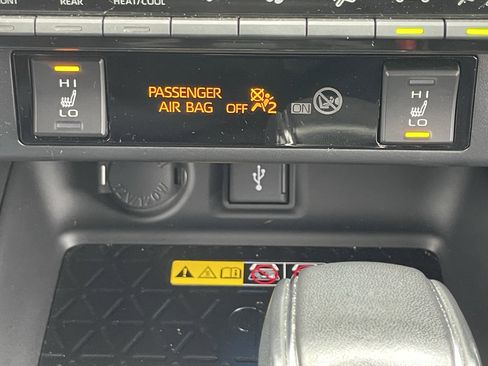 REAR
HEAT/COOL
HI
LO
PASSENGER
AIR BAG OFF 2 ON
HI
LO